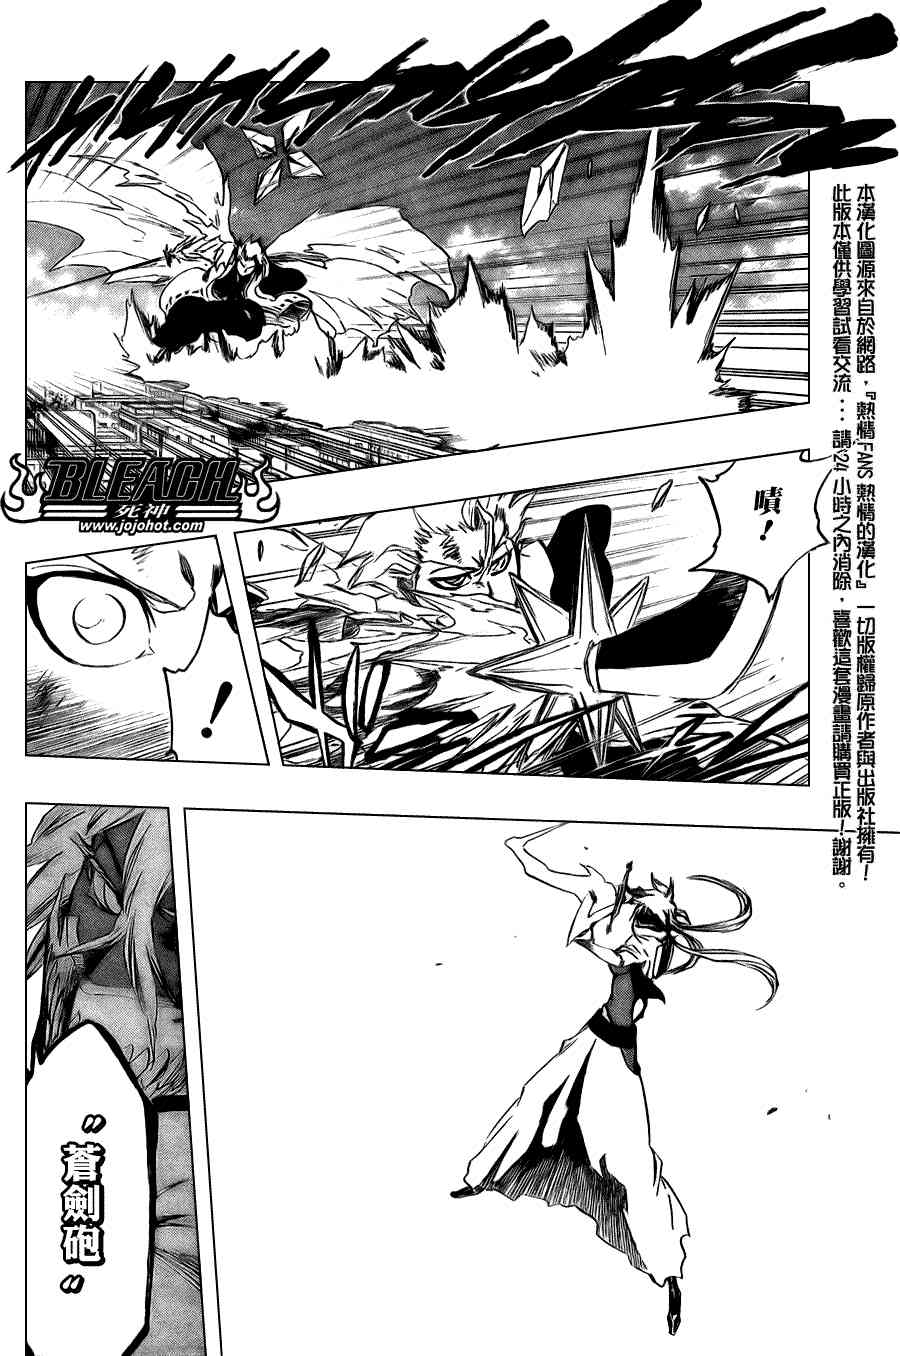 本漢化圖源來自於網路，『熱情FANS 熱情的漢化』一切版權歸原作者與出版社擁有！
此版本僅供學習試看交流... 請24小時之內消除，喜歡這套漫畫請購買正版！謝謝。
嘖！
！
BLEACH
死神
www.jojohot.com
〝蒼劍砲〞